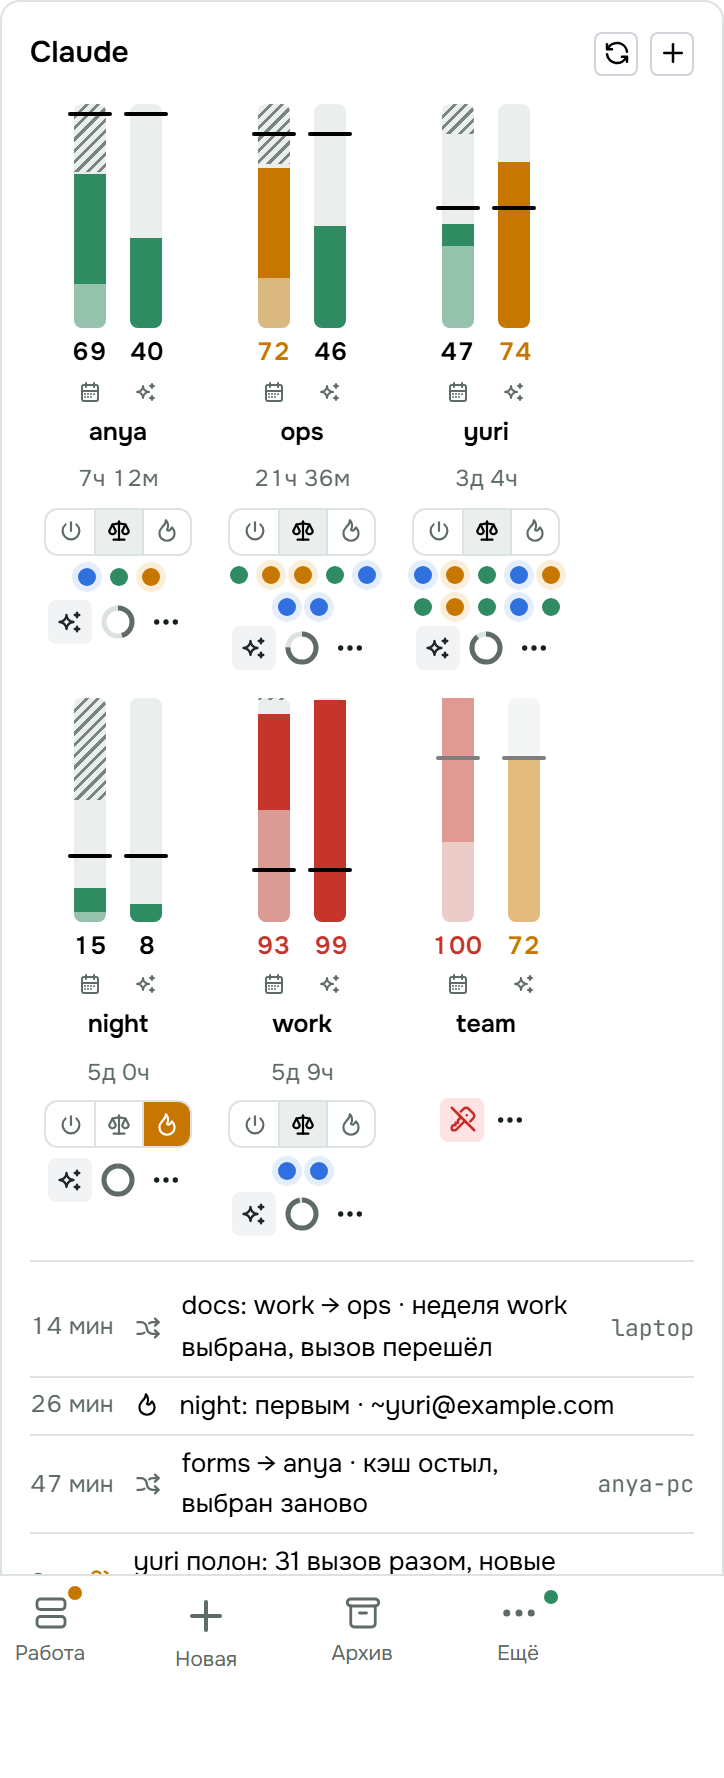 Claude
69 40 72 46 47 74
anya ops yuri
7ч 12м 21ч 36м 3д 4ч
15 8 93 99 100 72
night work team
5д 0ч 5д 9ч
docs: work → ops · неделя work
14 мин laptop
выбрана, вызов перешёл
26 мин night: первым · ~yuri@example.com
forms → anya · кэш остыл,
47 мин anya-pc
выбран заново
yuri полон: 31 вызов разом, новые
Работа Новая Архив Ещё